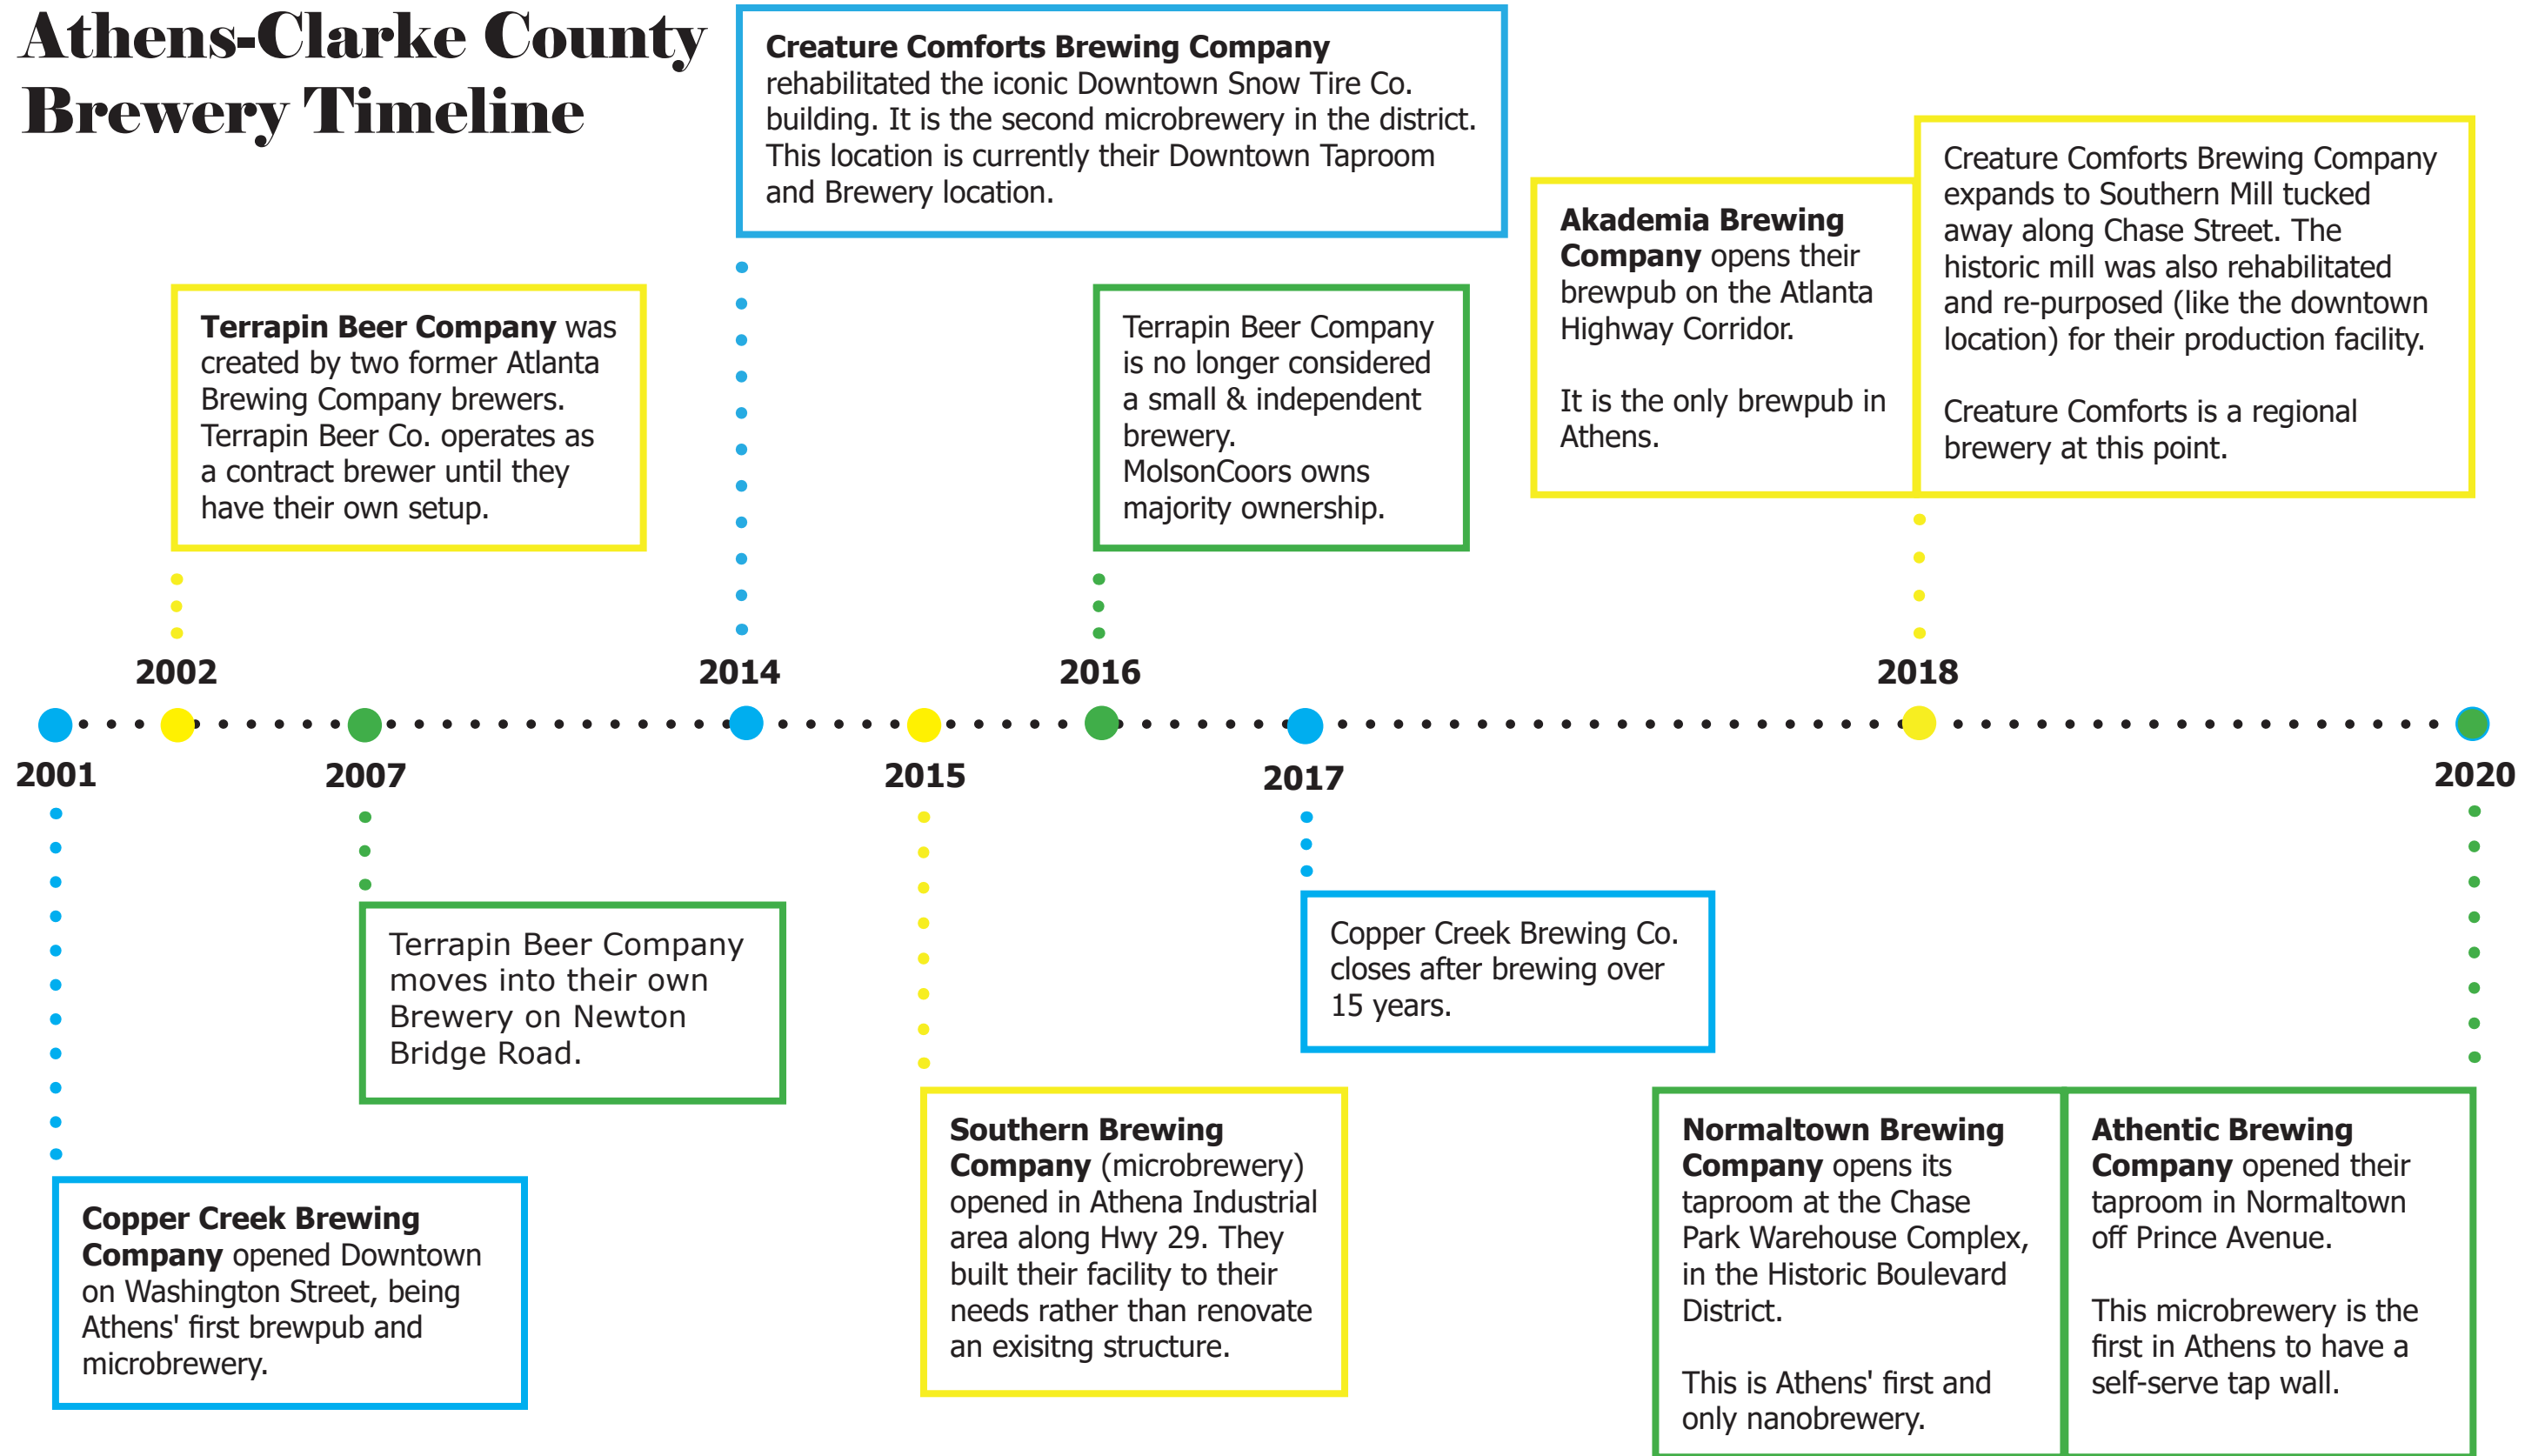 Athens-Clarke County
Brewery Timeline
Creature Comforts Brewing Company
rehabilitated the iconic Downtown Snow Tire Co.
building. It is the second microbrewery in the district.
This location is currently their Downtown Taproom
and Brewery location.
Terrapin Beer Company was
created by two former Atlanta
Brewing Company brewers.
Terrapin Beer Co. operates as
a contract brewer until they
have their own setup.
Terrapin Beer Company
is no longer considered
a small & independent
brewery.
MolsonCoors owns
majority ownership.
Akademia Brewing
Company opens their
brewpub on the Atlanta
Highway Corridor.
It is the only brewpub in
Athens.
Creature Comforts Brewing Company
expands to Southern Mill tucked
away along Chase Street. The
historic mill was also rehabilitated
and re-purposed (like the downtown
location) for their production facility.
Creature Comforts is a regional
brewery at this point.
2002
2014
2016
2018
2001
2007
2015
2017
2020
Terrapin Beer Company
moves into their own
Brewery on Newton
Bridge Road.
Copper Creek Brewing Co.
closes after brewing over
15 years.
Copper Creek Brewing
Company opened Downtown
on Washington Street, being
Athens' first brewpub and
microbrewery.
Southern Brewing
Company (microbrewery)
opened in Athena Industrial
area along Hwy 29. They
built their facility to their
needs rather than renovate
an exisitng structure.
Normaltown Brewing
Company opens its
taproom at the Chase
Park Warehouse Complex,
in the Historic Boulevard
District.
This is Athens' first and
only nanobrewery.
Athentic Brewing
Company opened their
taproom in Normaltown
off Prince Avenue.
This microbrewery is the
first in Athens to have a
self-serve tap wall.